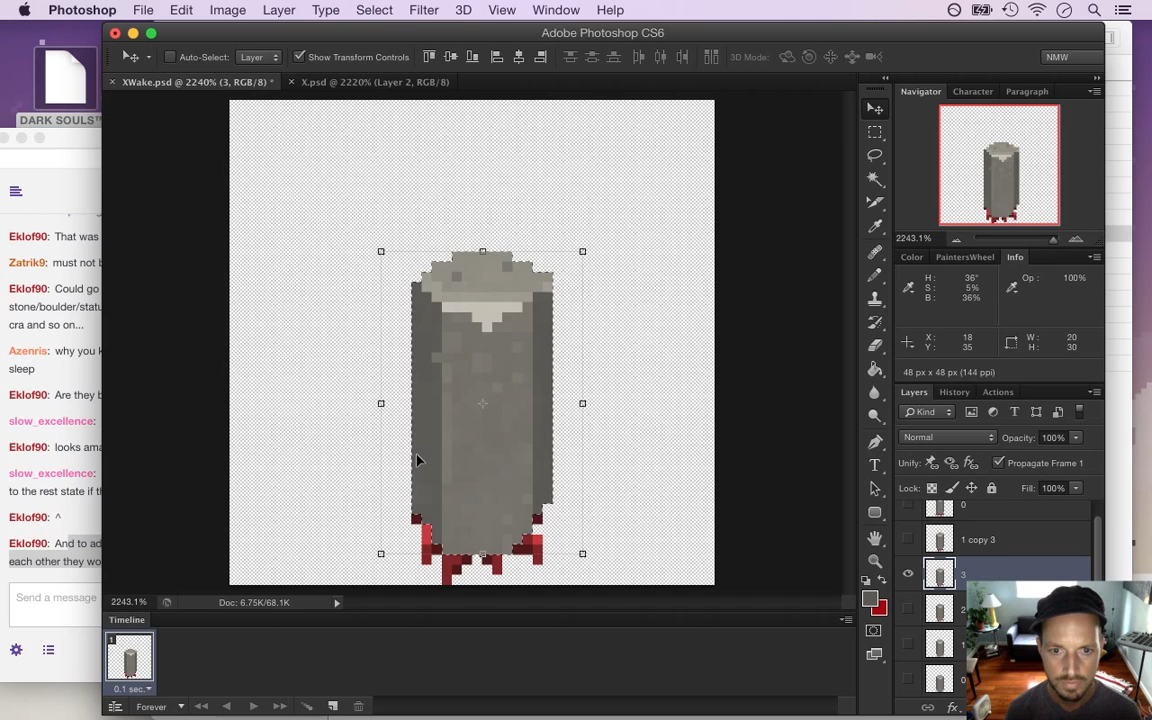 Photoshop File Edit Image Layer Type Select Filter 3D View Window Help
Adobe Photoshop CS6
Auto-Select: Layer Show Transform Controls 3D Mode: NMW
XWake.psd @ 2240% (3, RGB/8) * X.psd @ 2220% (Layer 2, RGB/8)
DARK SOULS™
Eklof90: That was
Zatrik9: must not b
Eklof90: Could go
stone/boulder/statu
cra and so on...
Azenris: why you k
sleep
Eklof90: Are they b
slow_excellence:
Eklof90: looks ama
slow_excellence:
to the rest state if th
Eklof90: ^
Eklof90: And to ad
each other they wo
Send a message
Navigator Character Paragraph
2243.1%
Color PaintersWheel Info
H: 36°
S: 5%
B: 36%
Op: 100%
X: 18
Y: 35
W: 20
H: 30
48 px x 48 px (144 ppi)
Layers History Actions
Kind
Normal Opacity: 100%
Unify: Propagate Frame 1
Lock: Fill: 100%
0
1 copy 3
3
2
1
0
2243.1% Doc: 6.75K/68.1K
Timeline
1
0.1 sec.
Forever
fx